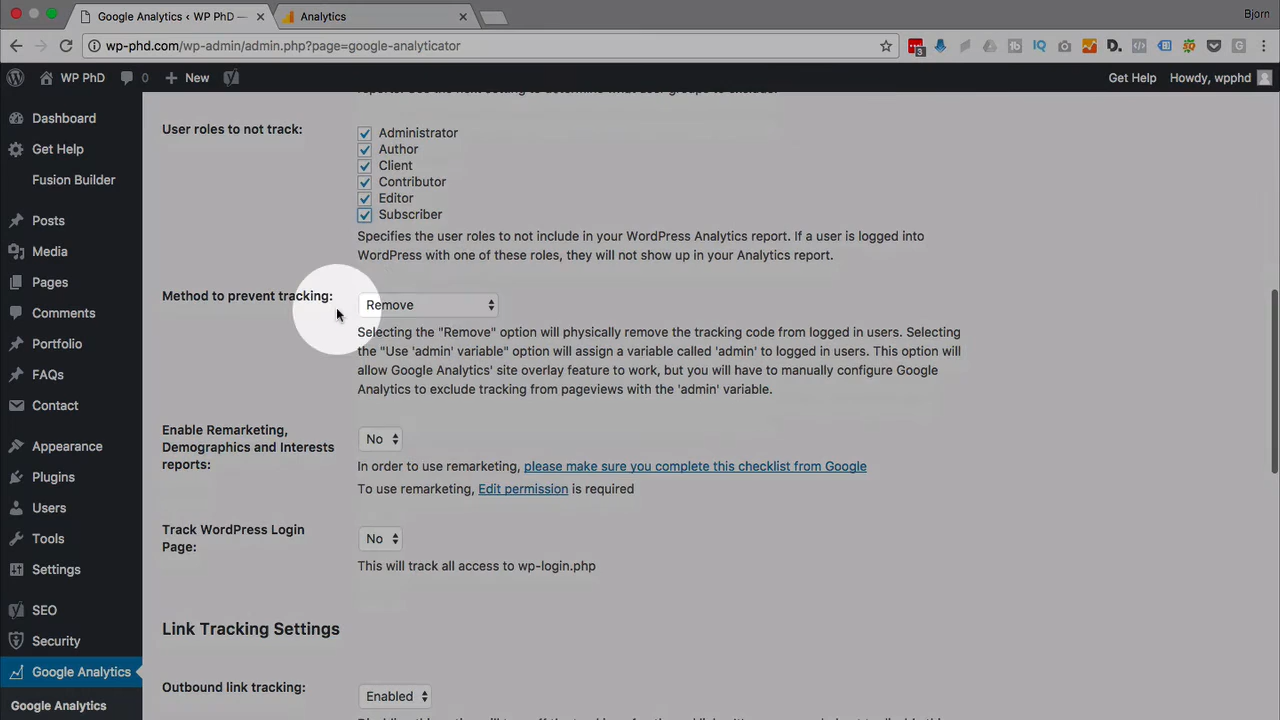 Google Analytics ‹ WP PhD —
Analytics
Bjorn
wp-phd.com/wp-admin/admin.php?page=google-analyticator
WP PhD
0
New
Get Help
Howdy, wpphd
Dashboard
Get Help
Fusion Builder
Posts
Media
Pages
Comments
Portfolio
FAQs
Contact
Appearance
Plugins
Users
Tools
Settings
SEO
Security
Google Analytics
Google Analytics
User roles to not track:
Administrator
Author
Client
Contributor
Editor
Subscriber
Specifies the user roles to not include in your WordPress Analytics report. If a user is logged into
WordPress with one of these roles, they will not show up in your Analytics report.
Method to prevent tracking:
Remove
Selecting the "Remove" option will physically remove the tracking code from logged in users. Selecting
the "Use 'admin' variable" option will assign a variable called 'admin' to logged in users. This option will
allow Google Analytics' site overlay feature to work, but you will have to manually configure Google
Analytics to exclude tracking from pageviews with the 'admin' variable.
Enable Remarketing,
Demographics and Interests
reports:
No
In order to use remarketing, please make sure you complete this checklist from Google
To use remarketing, Edit permission is required
Track WordPress Login
Page:
No
This will track all access to wp-login.php
Link Tracking Settings
Outbound link tracking:
Enabled